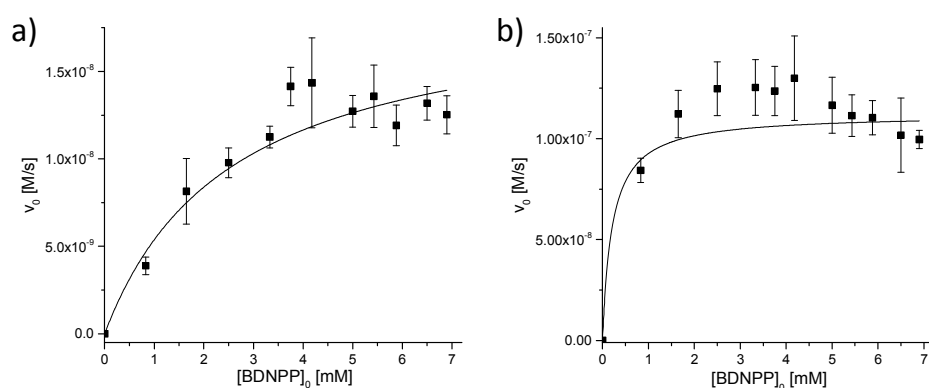 a)
1.5x10⁻⁸
1.0x10⁻⁸
5.0x10⁻⁹
0.0
v₀ [M/s]
0 1 2 3 4 5 6 7
[BDNPP]₀ [mM]
b)
1.50x10⁻⁷
1.00x10⁻⁷
5.00x10⁻⁸
0.00
v₀ [M/s]
0 1 2 3 4 5 6 7
[BDNPP]₀ [mM]